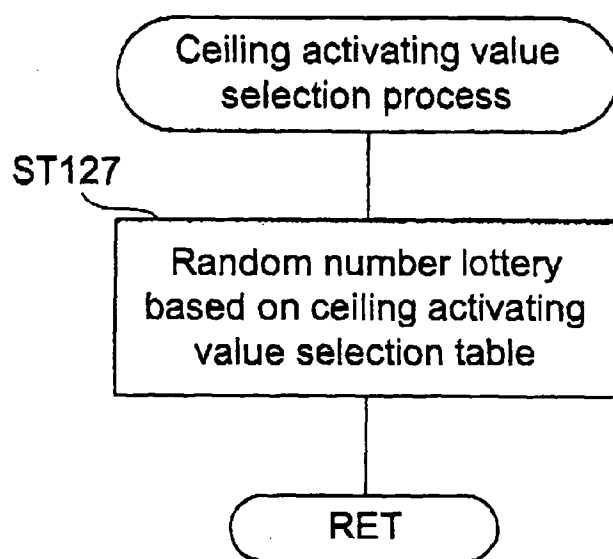 Ceiling activating value
selection process
ST127
Random number lottery
based on ceiling activating
value selection table
RET